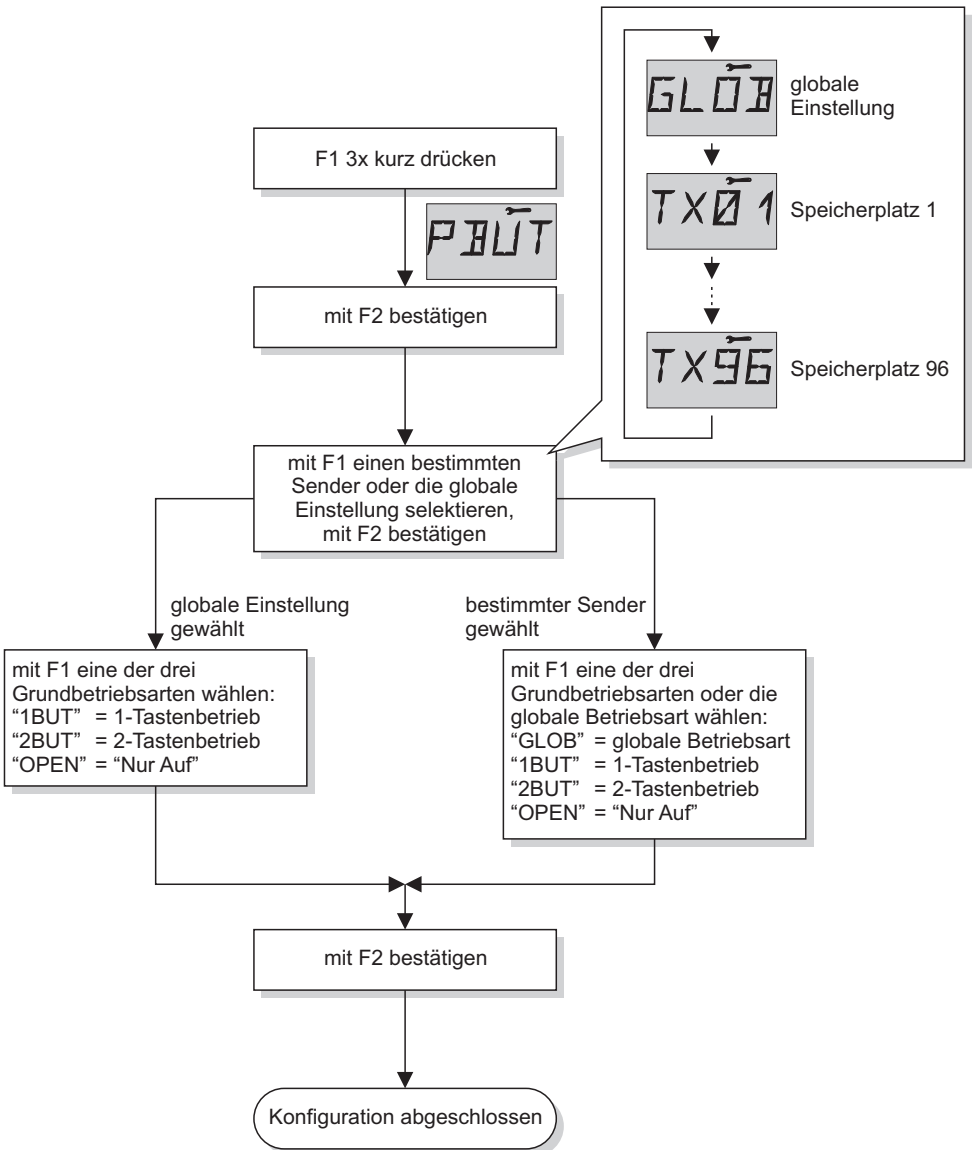 F1 3x kurz drücken
PBUT
mit F2 bestätigen
GLOB
globale
Einstellung
TX01
Speicherplatz 1
TX96
Speicherplatz 96
mit F1 einen bestimmten
Sender oder die globale
Einstellung selektieren,
mit F2 bestätigen
globale Einstellung
gewählt
mit F1 eine der drei
Grundbetriebsarten wählen:
“1BUT” = 1-Tastenbetrieb
“2BUT” = 2-Tastenbetrieb
“OPEN” = “Nur Auf”
bestimmter Sender
gewählt
mit F1 eine der drei
Grundbetriebsarten oder die
globale Betriebsart wählen:
“GLOB” = globale Betriebsart
“1BUT” = 1-Tastenbetrieb
“2BUT” = 2-Tastenbetrieb
“OPEN” = “Nur Auf”
mit F2 bestätigen
Konfiguration abgeschlossen